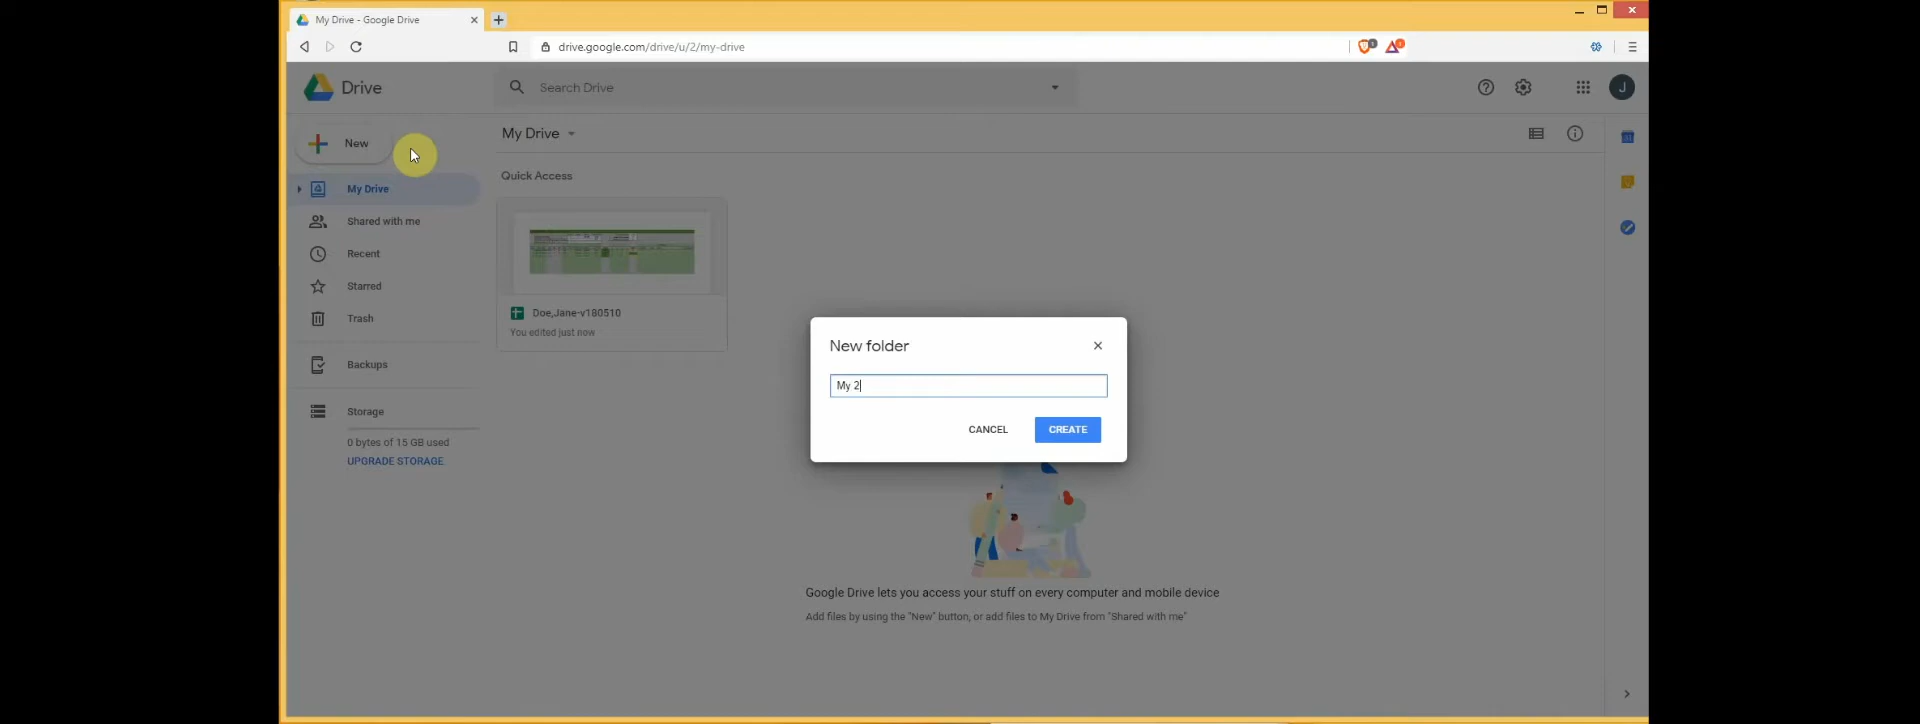 My Drive - Google Drive
drive.google.com/drive/u/2/my-drive
Drive
Search Drive
J
New
My Drive
My Drive
Quick Access
Shared with me
Recent
Starred
Trash
Doe,Jane-v180510
You edited just now
Backups
Storage
0 bytes of 15 GB used
UPGRADE STORAGE
New folder
My 2
CANCEL
CREATE
Google Drive lets you access your stuff on every computer and mobile device
Add files by using the "New" button, or add files to My Drive from "Shared with me"